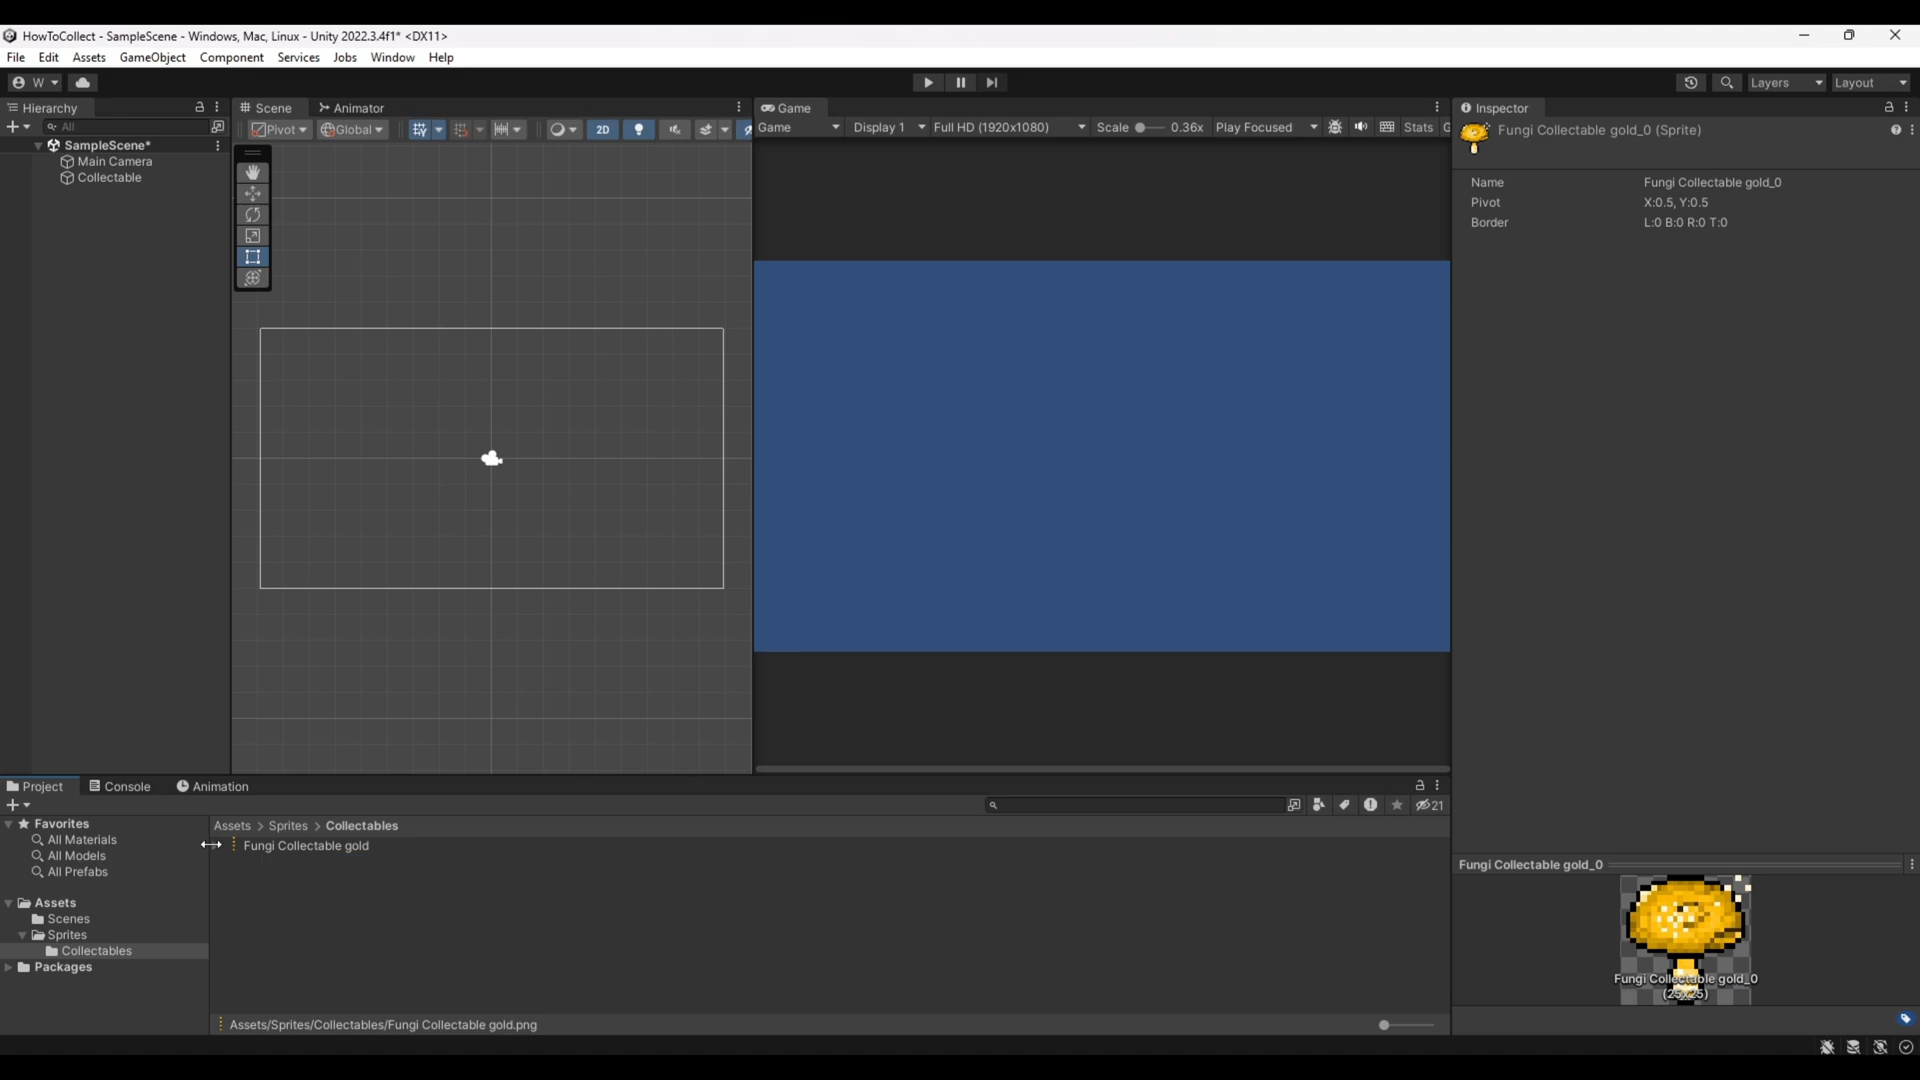 HowToCollect - SampleScene - Windows, Mac, Linux - Unity 2022.3.4f1* <DX11>
File Edit Assets GameObject Component Services Jobs Window Help
W Layers Layout
Hierarchy
All
SampleScene*
Main Camera
Collectable
Scene Animator
Pivot Global 2D
Game
Game Display 1 Full HD (1920x1080) Scale 0.36x Play Focused Stats G
Inspector
Fungi Collectable gold_0 (Sprite)
Name Fungi Collectable gold_0
Pivot X:0.5, Y:0.5
Border L:0 B:0 R:0 T:0
Project Console Animation
21
Favorites
All Materials
All Models
All Prefabs
Assets
Scenes
Sprites
Collectables
Packages
Assets > Sprites > Collectables
Fungi Collectable gold
Assets/Sprites/Collectables/Fungi Collectable gold.png
Fungi Collectable gold_0
Fungi Collectable gold_0
(25x25)